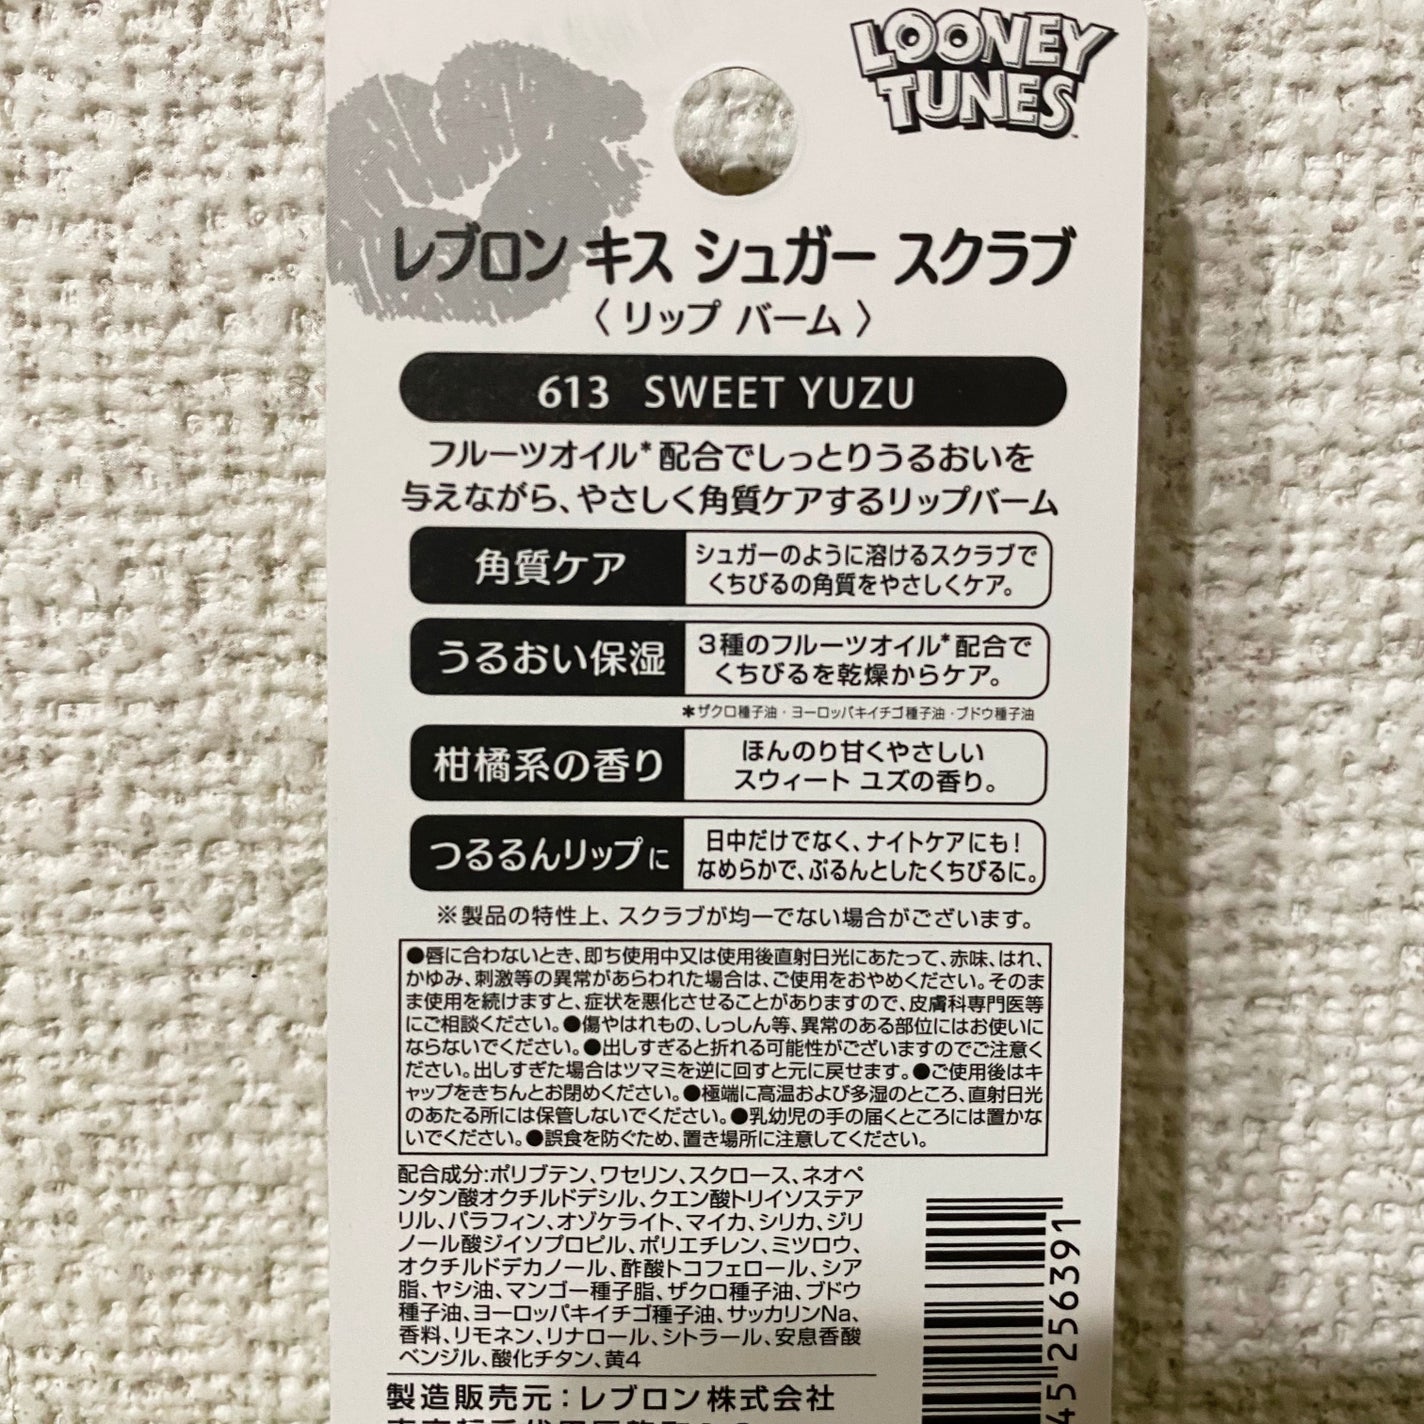 LOONEY
TUNES
レブロン キス シュガー スクラブ
〈 リップ バーム 〉
613 SWEET YUZU
フルーツオイル*配合でしっとりうるおいを
与えながら、やさしく角質ケアするリップバーム
角質ケア
シュガーのように溶けるスクラブで
くちびるの角質をやさしくケア。
うるおい保湿
3種のフルーツオイル*配合で
くちびるを乾燥からケア。
*ザクロ種子油・ヨーロッパキイチゴ種子油・ブドウ種子油
柑橘系の香り
ほんのり甘くやさしい
スウィート ユズの香り。
つるるんリップに
日中だけでなく、ナイトケアにも!
なめらかで、ぷるんとしたくちびるに。
※製品の特性上、スクラブが均一でない場合がございます。
●唇に合わないとき、即ち使用中又は使用後直射日光にあたって、赤味、はれ、
かゆみ、刺激等の異常があらわれた場合は、ご使用をおやめください。そのま
ま使用を続けますと、症状を悪化させることがありますので、皮膚科専門医等
にご相談ください。●傷やはれもの、しっしん等、異常のある部位にはお使いに
ならないでください。●出しすぎると折れる可能性がございますのでご注意く
ださい。出しすぎた場合はツマミを逆に回すと元に戻せます。●ご使用後はキ
ャップをきちんとお閉めください。●極端に高温および多湿のところ、直射日光
のあたる所には保管しないでください。●乳幼児の手の届くところには置かな
いでください。●誤食を防ぐため、置き場所に注意してください。
配合成分:ポリブテン、ワセリン、スクロース、ネオペ
ンタン酸オクチルドデシル、クエン酸トリイソステア
リル、パラフィン、オゾケライト、マイカ、シリカ、ジリ
ノール酸ジイソプロピル、ポリエチレン、ミツロウ、
オクチルドデカノール、酢酸トコフェロール、シア
脂、ヤシ油、マンゴー種子脂、ザクロ種子油、ブドウ
種子油、ヨーロッパキイチゴ種子油、サッカリンNa、
香料、リモネン、リナロール、シトラール、安息香酸
ベンジル、酸化チタン、黄4
製造販売元:レブロン株式会社
45256391